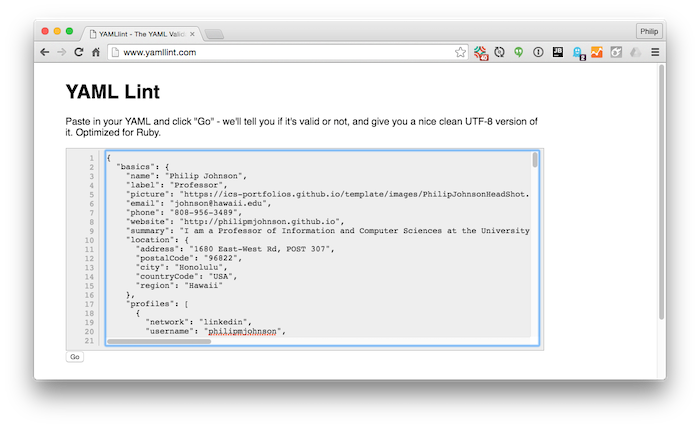 YAMLlint - The YAML Valid
Philip
www.yamllint.com
YAML Lint
Paste in your YAML and click "Go" - we'll tell you if it's valid or not, and give you a nice clean UTF-8 version of
it. Optimized for Ruby.
1 {
2 "basics": {
3 "name": "Philip Johnson",
4 "label": "Professor",
5 "picture": "https://ics-portfolios.github.io/template/images/PhilipJohnsonHeadShot.
6 "email": "johnson@hawaii.edu",
7 "phone": "808-956-3489",
8 "website": "http://philipmjohnson.github.io",
9 "summary": "I am a Professor of Information and Computer Sciences at the University
10 "location": {
11 "address": "1680 East-West Rd, POST 307",
12 "postalCode": "96822",
13 "city": "Honolulu",
14 "countryCode": "USA",
15 "region": "Hawaii"
16 },
17 "profiles": [
18 {
19 "network": "linkedin",
20 "username": "philipmjohnson",
21
Go